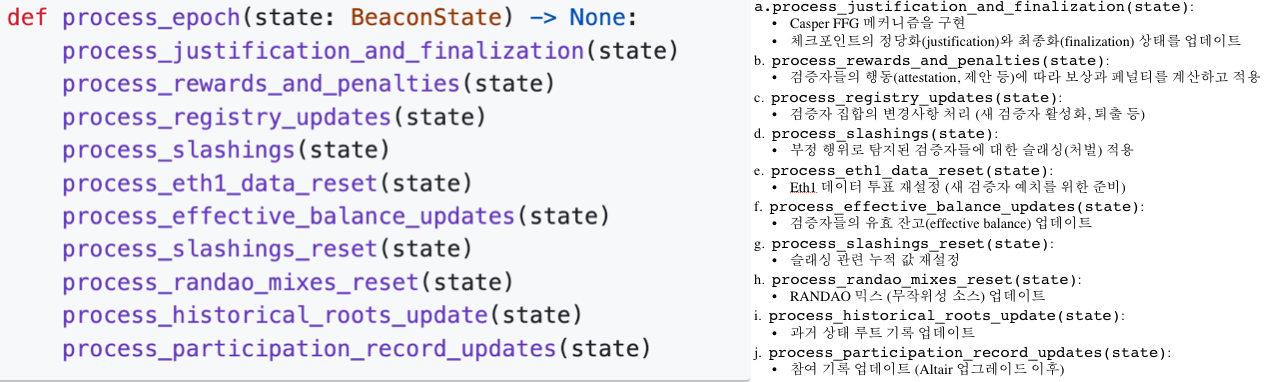 def process_epoch(state: BeaconState) -> None:
process_justification_and_finalization(state)
process_rewards_and_penalties(state)
process_registry_updates(state)
process_slashings(state)
process_eth1_data_reset(state)
process_effective_balance_updates(state)
process_slashings_reset(state)
process_randao_mixes_reset(state)
process_historical_roots_update(state)
process_participation_record_updates(state)
a.process_justification_and_finalization(state):
• Casper FFG 메커니즘을 구현
• 체크포인트의 정당화(justification)와 최종화(finalization) 상태를 업데이트
b. process_rewards_and_penalties(state):
• 검증자들의 행동(attestation, 제안 등)에 따라 보상과 페널티를 계산하고 적용
c. process_registry_updates(state):
• 검증자 집합의 변경사항 처리 (새 검증자 활성화, 퇴출 등)
d. process_slashings(state):
• 부정 행위로 탐지된 검증자들에 대한 슬래싱(처벌) 적용
e. process_eth1_data_reset(state):
• Eth1 데이터 투표 재설정 (새 검증자 예치를 위한 준비)
f. process_effective_balance_updates(state):
• 검증자들의 유효 잔고(effective balance) 업데이트
g. process_slashings_reset(state):
• 슬래싱 관련 누적 값 재설정
h. process_randao_mixes_reset(state):
• RANDAO 믹스 (무작위성 소스) 업데이트
i. process_historical_roots_update(state):
• 과거 상태 루트 기록 업데이트
j. process_participation_record_updates(state):
• 참여 기록 업데이트 (Altair 업그레이드 이후)